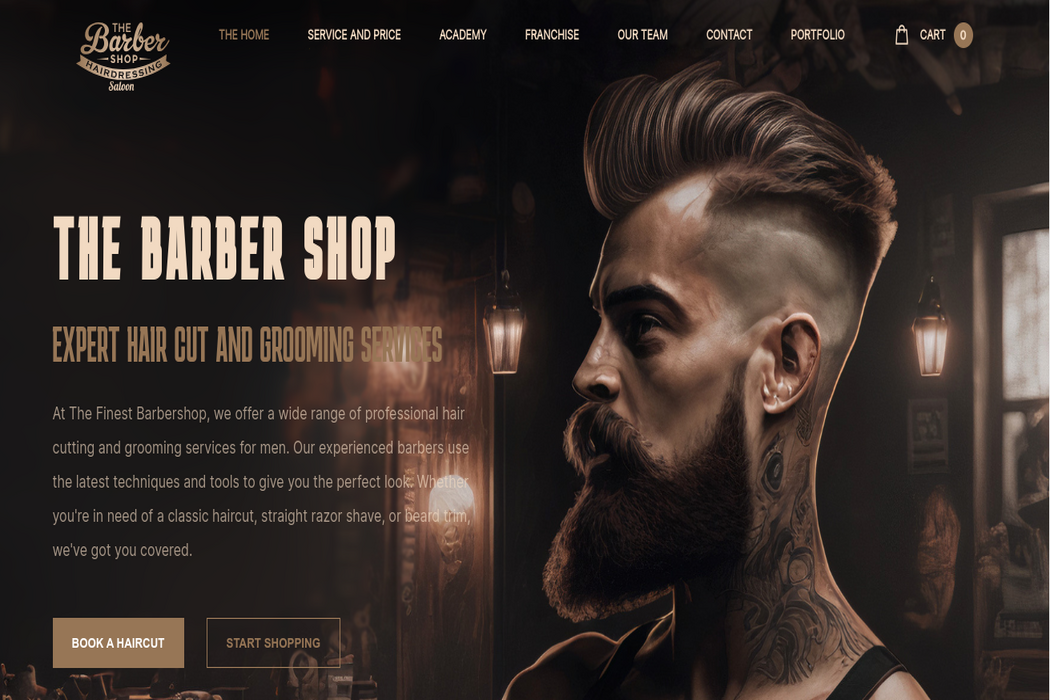 THE
Barber
SHOP
HAIRDRESSING
Saloon
THE HOME
SERVICE AND PRICE
ACADEMY
FRANCHISE
OUR TEAM
CONTACT
PORTFOLIO
CART
0
THE BARBER SHOP
EXPERT HAIR CUT AND GROOMING SERVICES
At The Finest Barbershop, we offer a wide range of professional hair
cutting and grooming services for men. Our experienced barbers use
the latest techniques and tools to give you the perfect look. Whether
you're in need of a classic haircut, straight razor shave, or beard trim,
we've got you covered.
BOOK A HAIRCUT
START SHOPPING